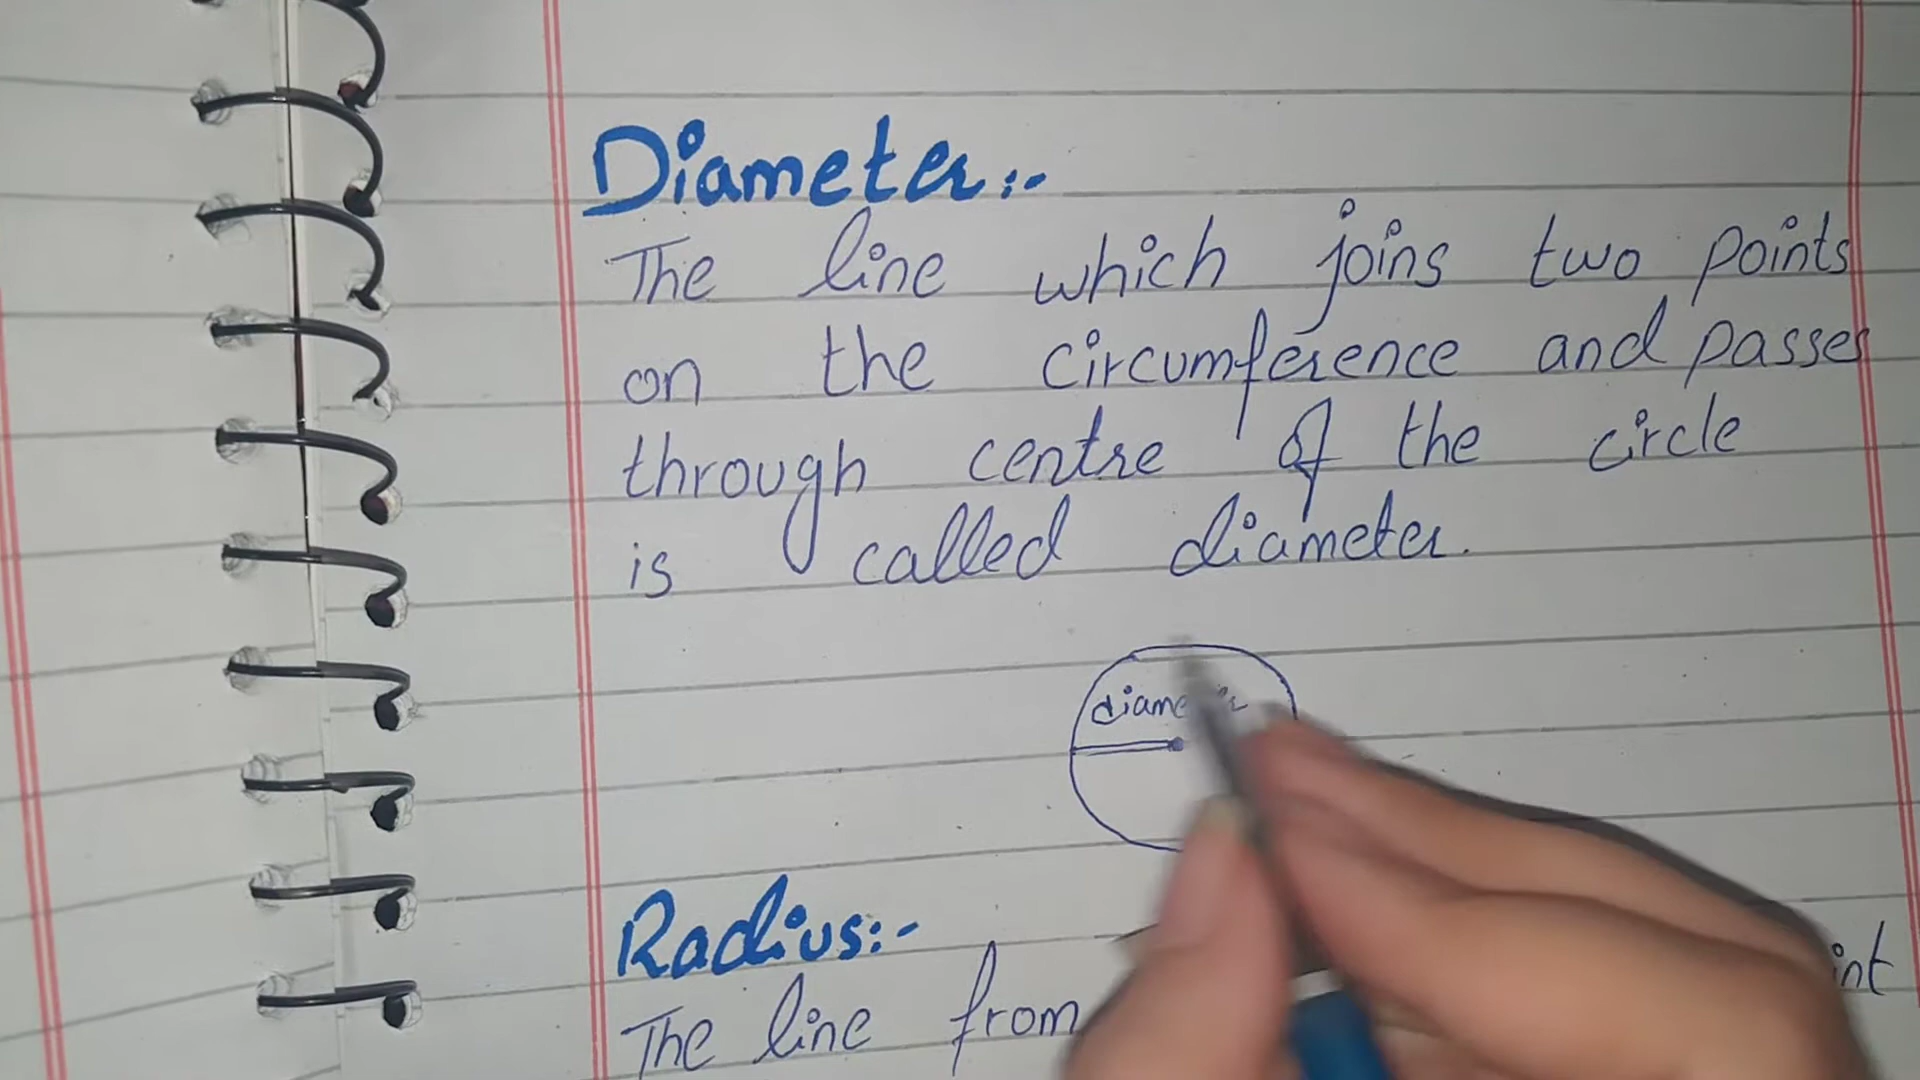 Diameter:-
The line which joins two points
on the circumference and passes
through centre of the circle
is called diameter.
Radius:-
The line from